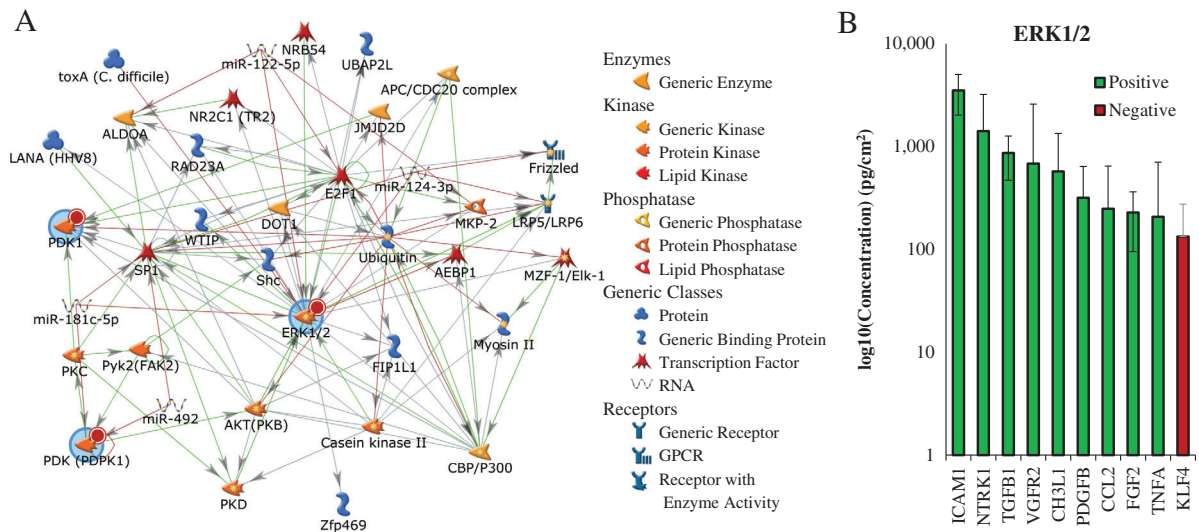 A
NRB54
miR-122-5p
UBAP2L
toxA (C. difficile)
APC/CDC20 complex
NR2C1 (TR2)
JMJD2D
ALDOA
LANA (HHV8)
RAD23A
Frizzled
miR-124-3p
E2F1
DOT1
MKP-2
LRP5/LRP6
PDK1
WTIP
Ubiquitin
SP1
Shc
AEBP1
MZF-1/Elk-1
miR-181c-5p
ERK1/2
Myosin II
PKC
Pyk2(FAK2)
FIP1L1
miR-492
AKT(PKB)
Casein kinase II
PDK (PDPK1)
CBP/P300
PKD
Zfp469
Enzymes
Generic Enzyme
Kinase
Generic Kinase
Protein Kinase
Lipid Kinase
Phosphatase
Generic Phosphatase
Protein Phosphatase
Lipid Phosphatase
Generic Classes
Protein
Generic Binding Protein
Transcription Factor
RNA
Receptors
Generic Receptor
GPCR
Receptor with
Enzyme Activity
B
ERK1/2
Positive
Negative
log10(Concentration) (pg/cm²)
10,000
1,000
100
10
1
ICAM1
NTRK1
TGFB1
VGFR2
CH3L1
PDGFB
CCL2
FGF2
TNFA
KLF4